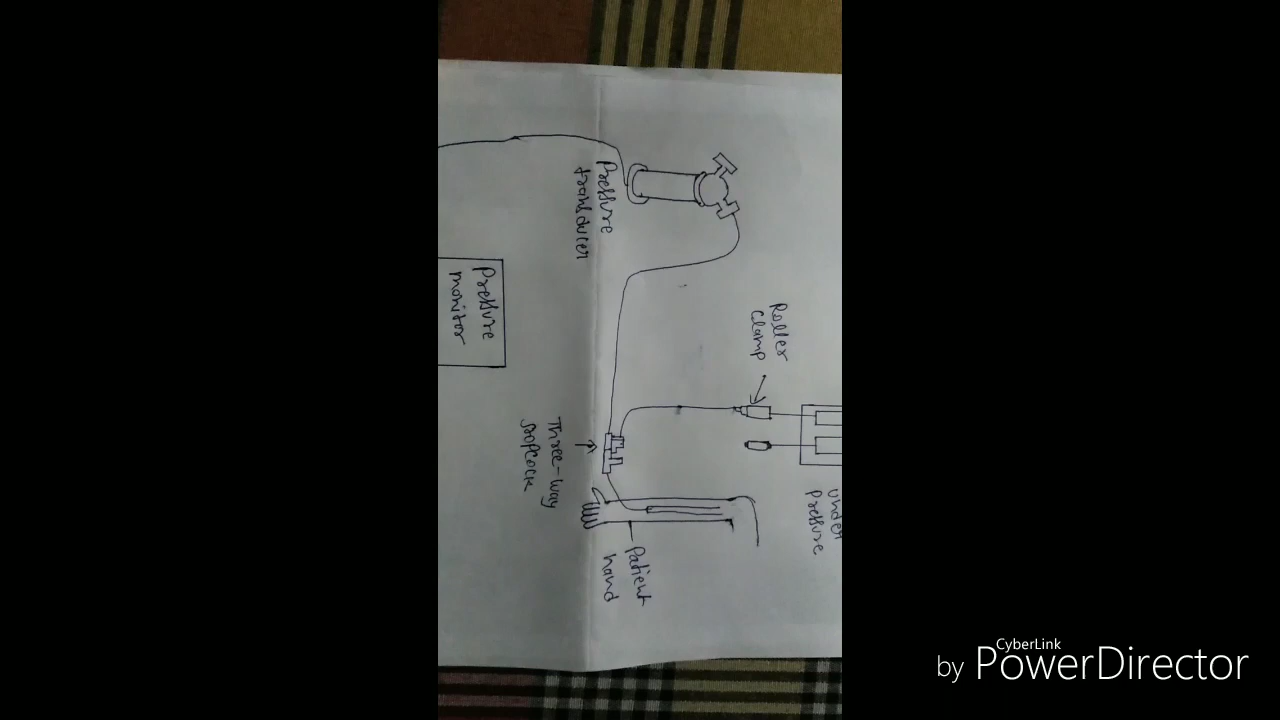 under
pressure
Roller
clamp
Patient
hand
Pressure
transducer
Three-way
stopcock
Pressure
monitor
by CyberLink
PowerDirector